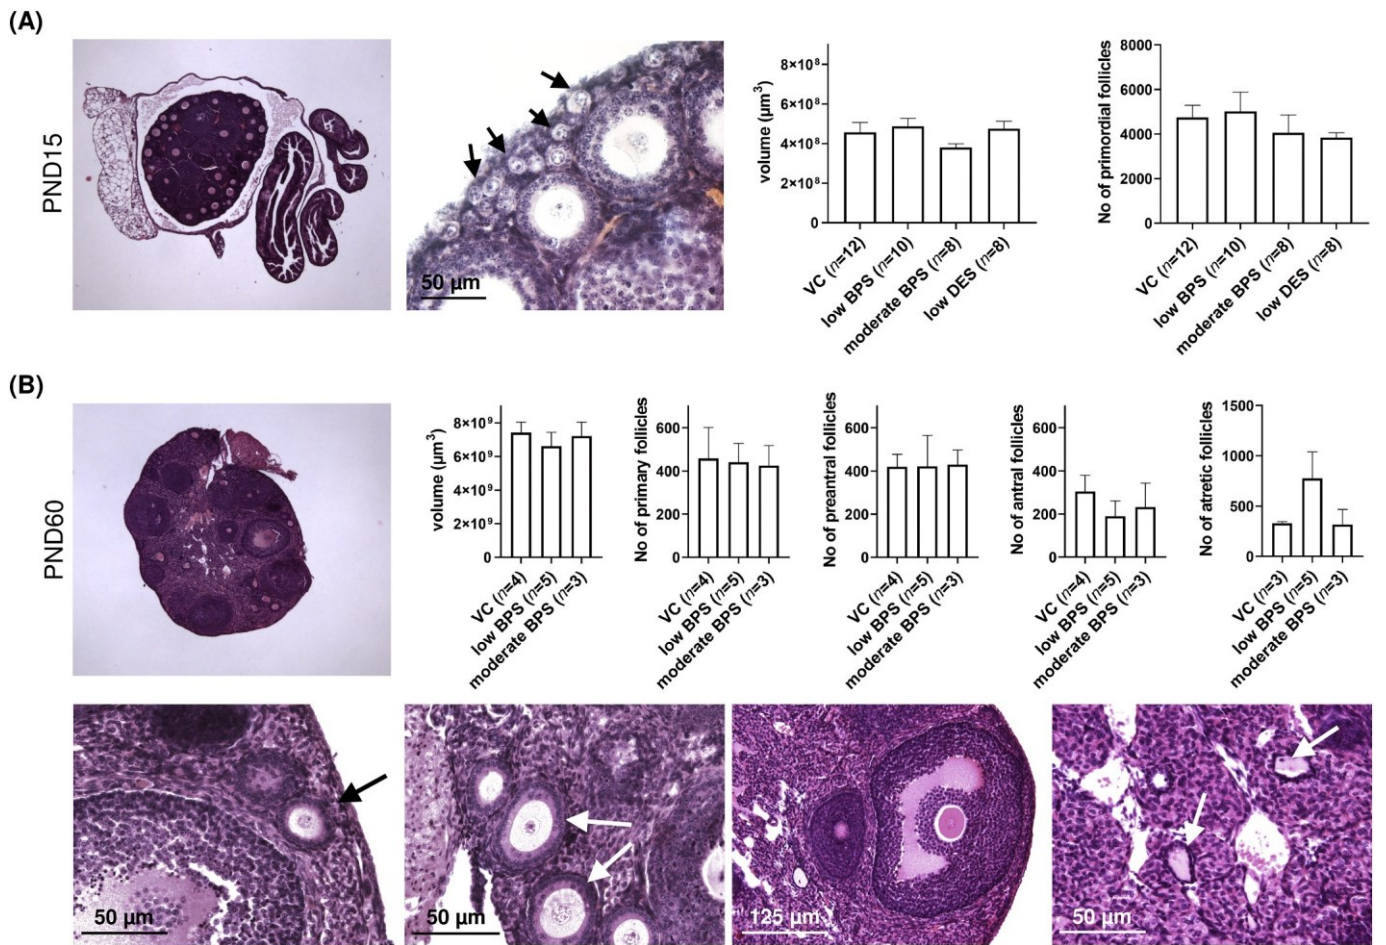 (A)
PND15
50 µm
volume (µm³)
8×10⁸
6×10⁸
4×10⁸
2×10⁸
0
VC (n=12)
low BPS (n=10)
moderate BPS (n=8)
low DES (n=8)
No of primordial follicles
8000
6000
4000
2000
0
VC (n=12)
low BPS (n=10)
moderate BPS (n=8)
low DES (n=8)
(B)
PND60
volume (µm³)
8×10⁹
6×10⁹
4×10⁹
2×10⁹
0
VC (n=4)
low BPS (n=5)
moderate BPS (n=3)
No of primary follicles
600
400
200
0
VC (n=4)
low BPS (n=5)
moderate BPS (n=3)
No of preantral follicles
600
400
200
0
VC (n=4)
low BPS (n=5)
moderate BPS (n=3)
No of antral follicles
600
400
200
0
VC (n=4)
low BPS (n=5)
moderate BPS (n=3)
No of atretic follicles
1500
1000
500
0
VC (n=3)
low BPS (n=5)
moderate BPS (n=3)
50 µm
50 µm
125 µm
50 µm